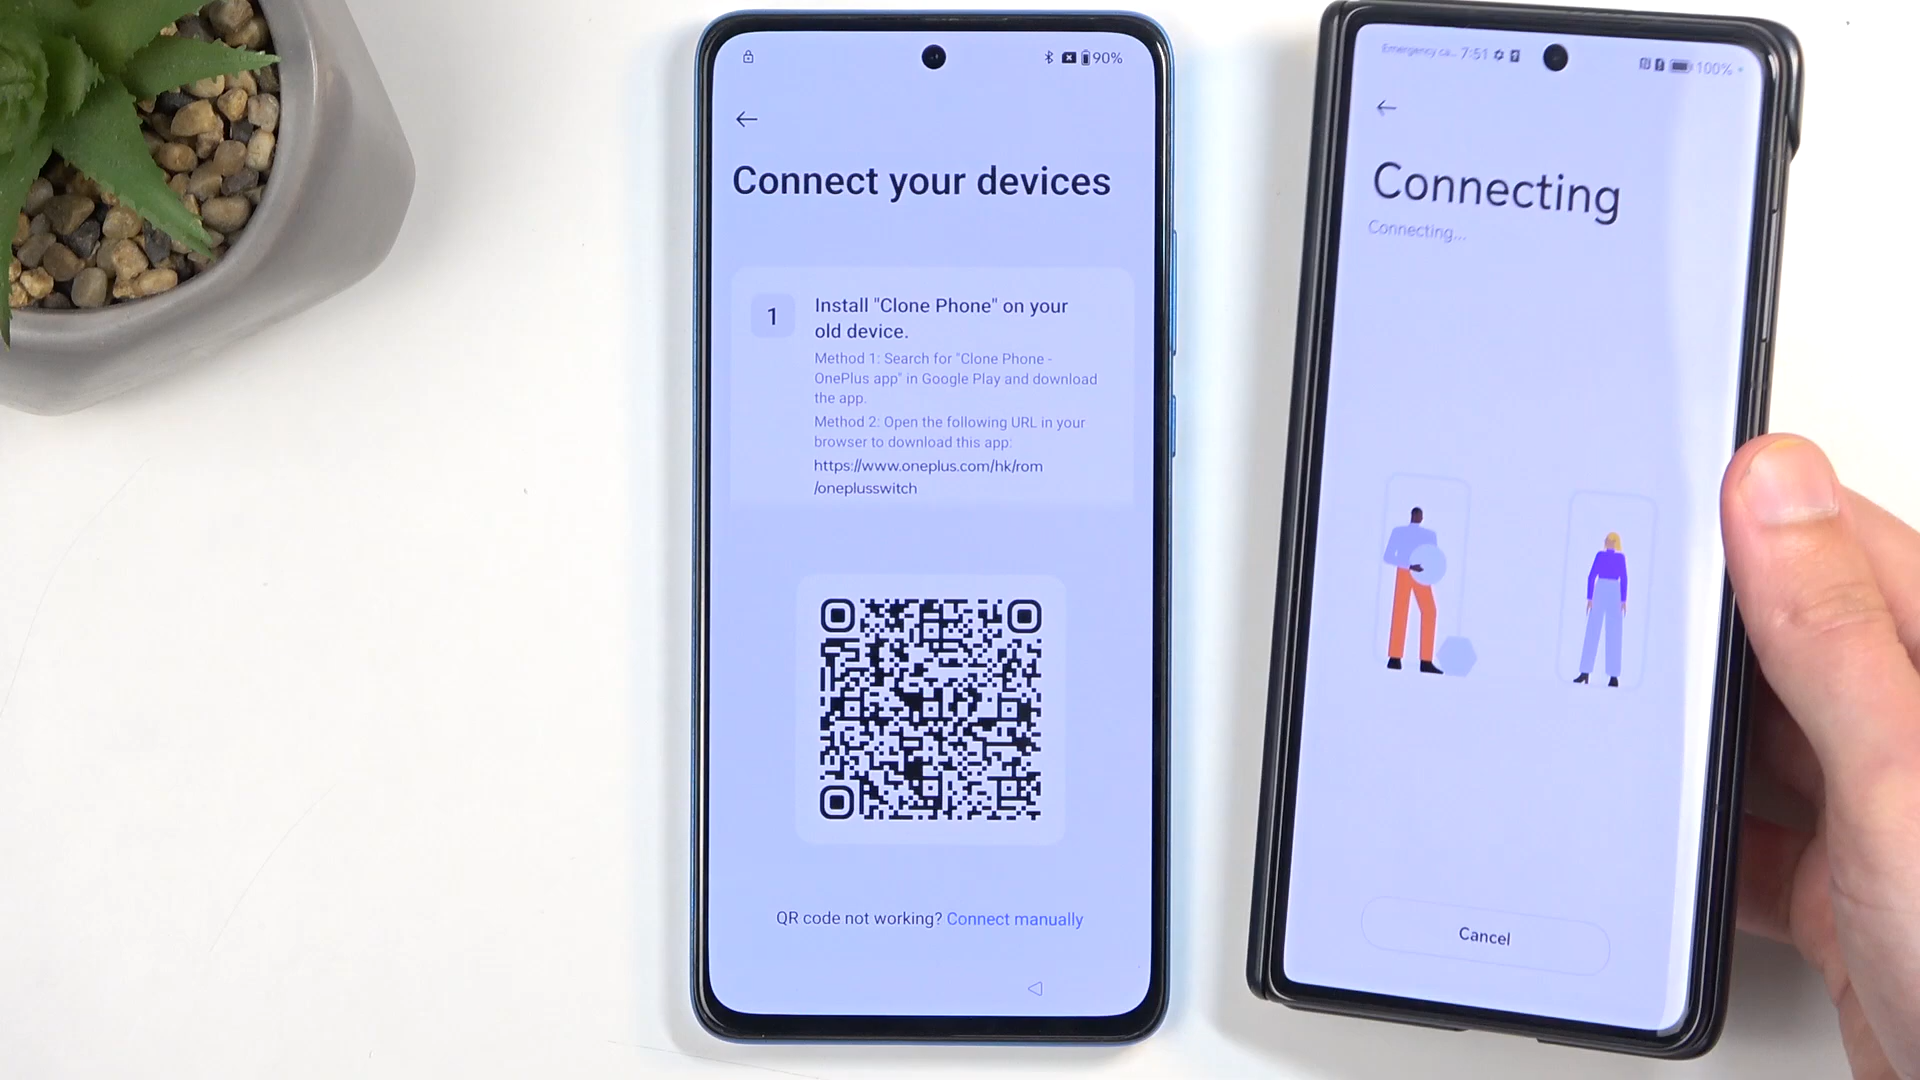 90%
Connect your devices
1
Install "Clone Phone" on your
old device.
Method 1: Search for "Clone Phone -
OnePlus app" in Google Play and download
the app.
Method 2: Open the following URL in your
browser to download this app:
https://www.oneplus.com/hk/rom
/oneplusswitch
QR code not working? Connect manually
Emergency ca... 7:51
100%
Connecting
Connecting...
Cancel